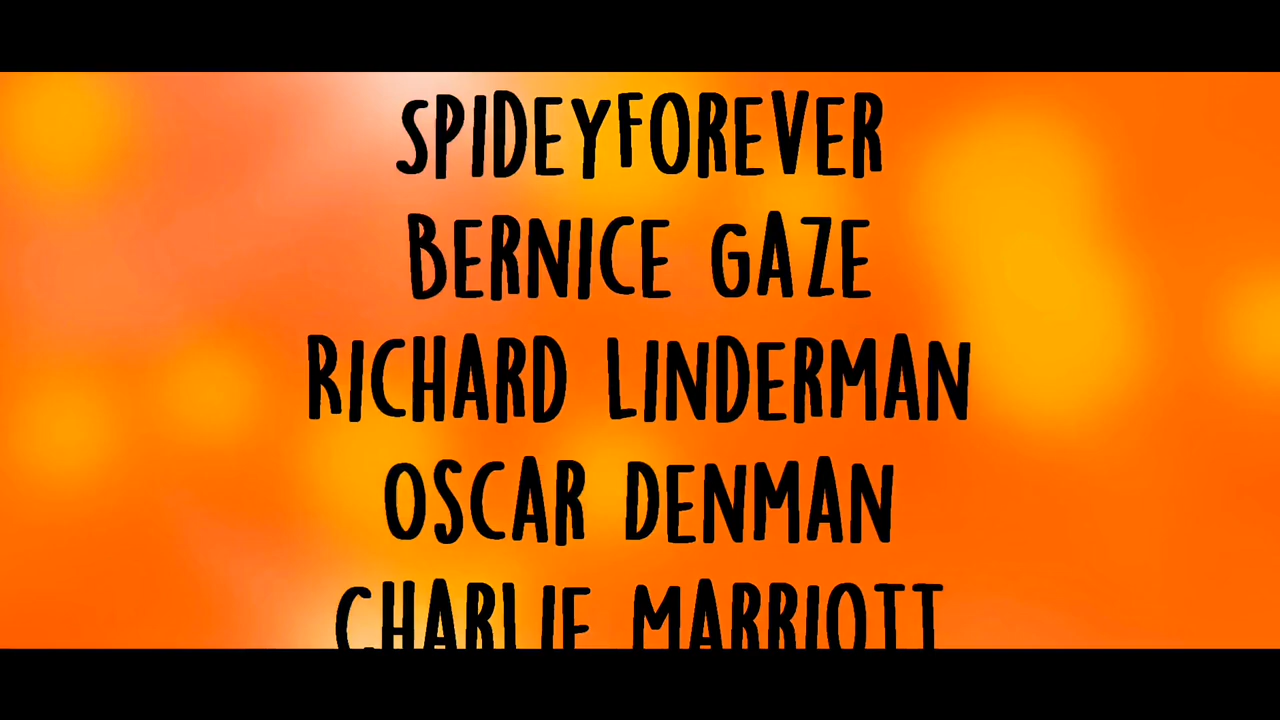 SPIDEYFOREVER
BERNICE GAZE
RICHARD LINDERMAN
OSCAR DENMAN
CHARLIE MARRIOTT